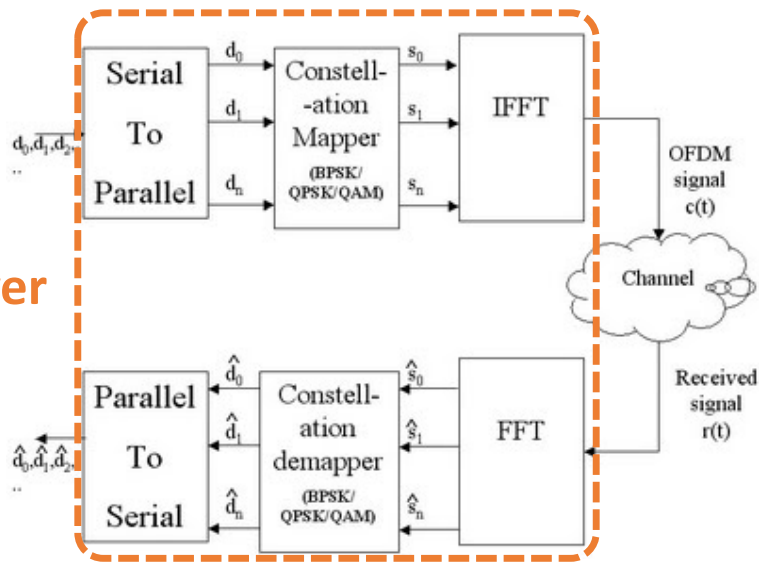 d₀,d₁,d₂,
..
Serial
To
Parallel
d₀
d₁
dₙ
Constell-
-ation
Mapper
(BPSK/
QPSK/QAM)
s₀
s₁
sₙ
IFFT
OFDM
signal
c(t)
Channel
Received
signal
r(t)
FFT
ŝ₀
ŝ₁
ŝₙ
Constell-
ation
demapper
(BPSK/
QPSK/QAM)
d̂₀
d̂₁
d̂ₙ
Parallel
To
Serial
d̂₀,d̂₁,d̂₂,
..